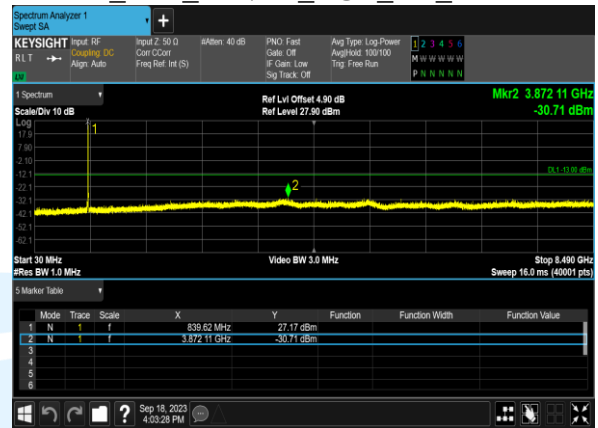 Spectrum Analyzer 1
Swept SA
KEYSIGHT Input: RF Input Z: 50 Ω #Atten: 40 dB PNO: Fast Avg Type: Log-Power 1 2 3 4 5 6
RLT Coupling: DC Corr CCorr Gate: Off Avg|Hold: 100/100 M W W W W W
Align: Auto Freq Ref: Int (S) IF Gain: Low Trig: Free Run P N N N N N
LV Sig Track: Off
1 Spectrum Ref Lvl Offset 4.90 dB Mkr2 3.872 11 GHz
Scale/Div 10 dB Ref Level 27.90 dBm -30.71 dBm
Log
17.9
7.90
-2.10
-12.1
-22.1
-32.1
-42.1
-52.1
-62.1
1
DL1 -13.00 dBm
2
Start 30 MHz Video BW 3.0 MHz Stop 8.490 GHz
#Res BW 1.0 MHz Sweep 16.0 ms (40001 pts)
5 Marker Table
Mode Trace Scale X Y Function Function Width Function Value
1 N 1 f 839.62 MHz 27.17 dBm
2 N 1 f 3.872 11 GHz -30.71 dBm
3
4
5
6
? Sep 18, 2023
4:03:28 PM